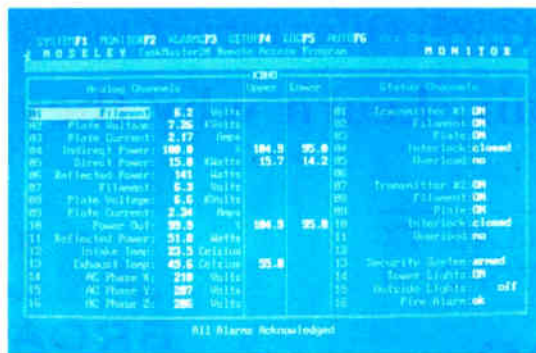 SYSTEM F1 MONITOR F2 ALARMS F3 SETUP F4 LOGS F5 AUTO F6
MOSELEY TaskMaster20 Remote Access Program MONITOR
Analog Channels Upper Lower Status Channels
01 Filament: 6.2 Volts 01 Transmitter #1: ON
02 Plate Voltage: 7.26 KVolts 02 Filament: ON
03 Plate Current: 2.17 Amps 03 Plate: ON
04 Indirect Power: 100.0 104.9 95.0 04 Interlock: closed
05 Direct Power: 15.0 KWatts 15.7 14.2 05 Overload: no
06 Reflected Power: 141 Watts 06
07 Filament: 6.3 Volts 07 Transmitter #2: ON
08 Plate Voltage: 6.6 KVolts 08 Filament: ON
09 Plate Current: 2.34 Amps 09 Plate: ON
10 Power Out: 99.9 104.9 95.0 10 Interlock: closed
11 Reflected Power: 51.0 Watts 11 Overload: no
12 Intake Temp: 33.5 Celsius 12
13 Exhaust Temp: 49.6 Celsius 55.0 13 Security System: armed
14 AC Phase X: 210 Volts 14 Tower Lights: ON
15 AC Phase Y: 207 Volts 15 Outside Lights: off
16 AC Phase Z: 206 Volts 16 Fire Alarm: ok
All Alarms Acknowledged